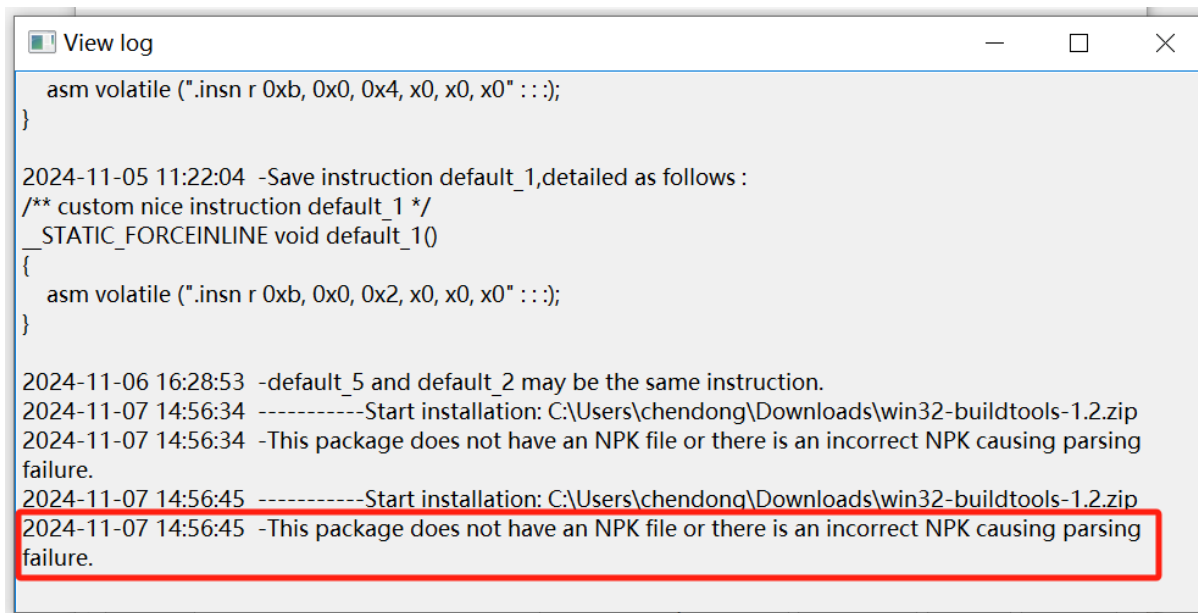 View log
asm volatile (".insn r 0xb, 0x0, 0x4, x0, x0, x0" : : :);
}
2024-11-05 11:22:04  -Save instruction default_1,detailed as follows :
/** custom nice instruction default_1 */
__STATIC_FORCEINLINE void default_1()
{
asm volatile (".insn r 0xb, 0x0, 0x2, x0, x0, x0" : : :);
}
2024-11-06 16:28:53  -default_5 and default_2 may be the same instruction.
2024-11-07 14:56:34  -----------Start installation: C:\Users\chendong\Downloads\win32-buildtools-1.2.zip
2024-11-07 14:56:34  -This package does not have an NPK file or there is an incorrect NPK causing parsing
failure.
2024-11-07 14:56:45  -----------Start installation: C:\Users\chendong\Downloads\win32-buildtools-1.2.zip
2024-11-07 14:56:45  -This package does not have an NPK file or there is an incorrect NPK causing parsing
failure.